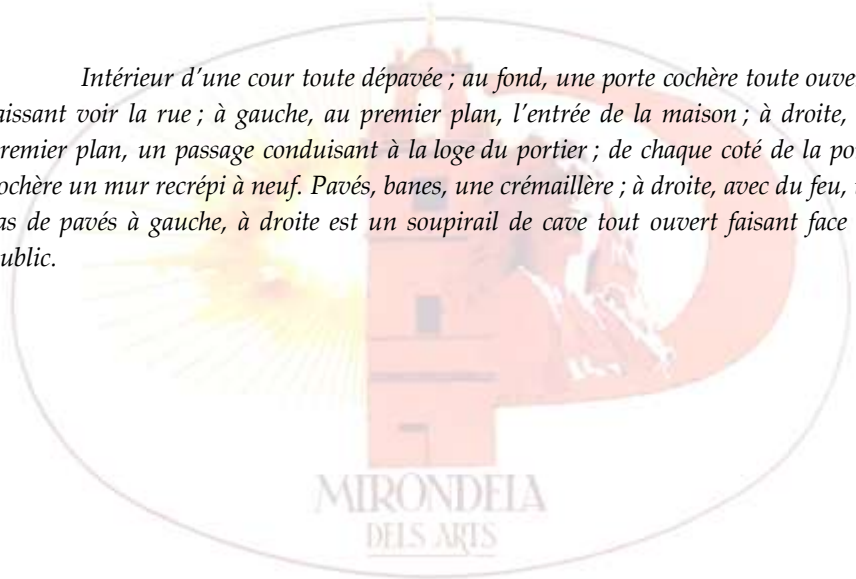 Intérieur d'une cour toute dépavée ; au fond, une porte cochère toute ouve
aissant voir la rue ; à gauche, au premier plan, l'entrée de la maison ; à droite,
remier plan, un passage conduisant à la loge du portier ; de chaque coté de la po
ochère un mur recrépi à neuf. Pavés, banes, une crémaillère ; à droite, avec du feu,
as de pavés à gauche, à droite est un soupirail de cave tout ouvert faisant face
ublic.
MIRONDELA
DELS ARTS